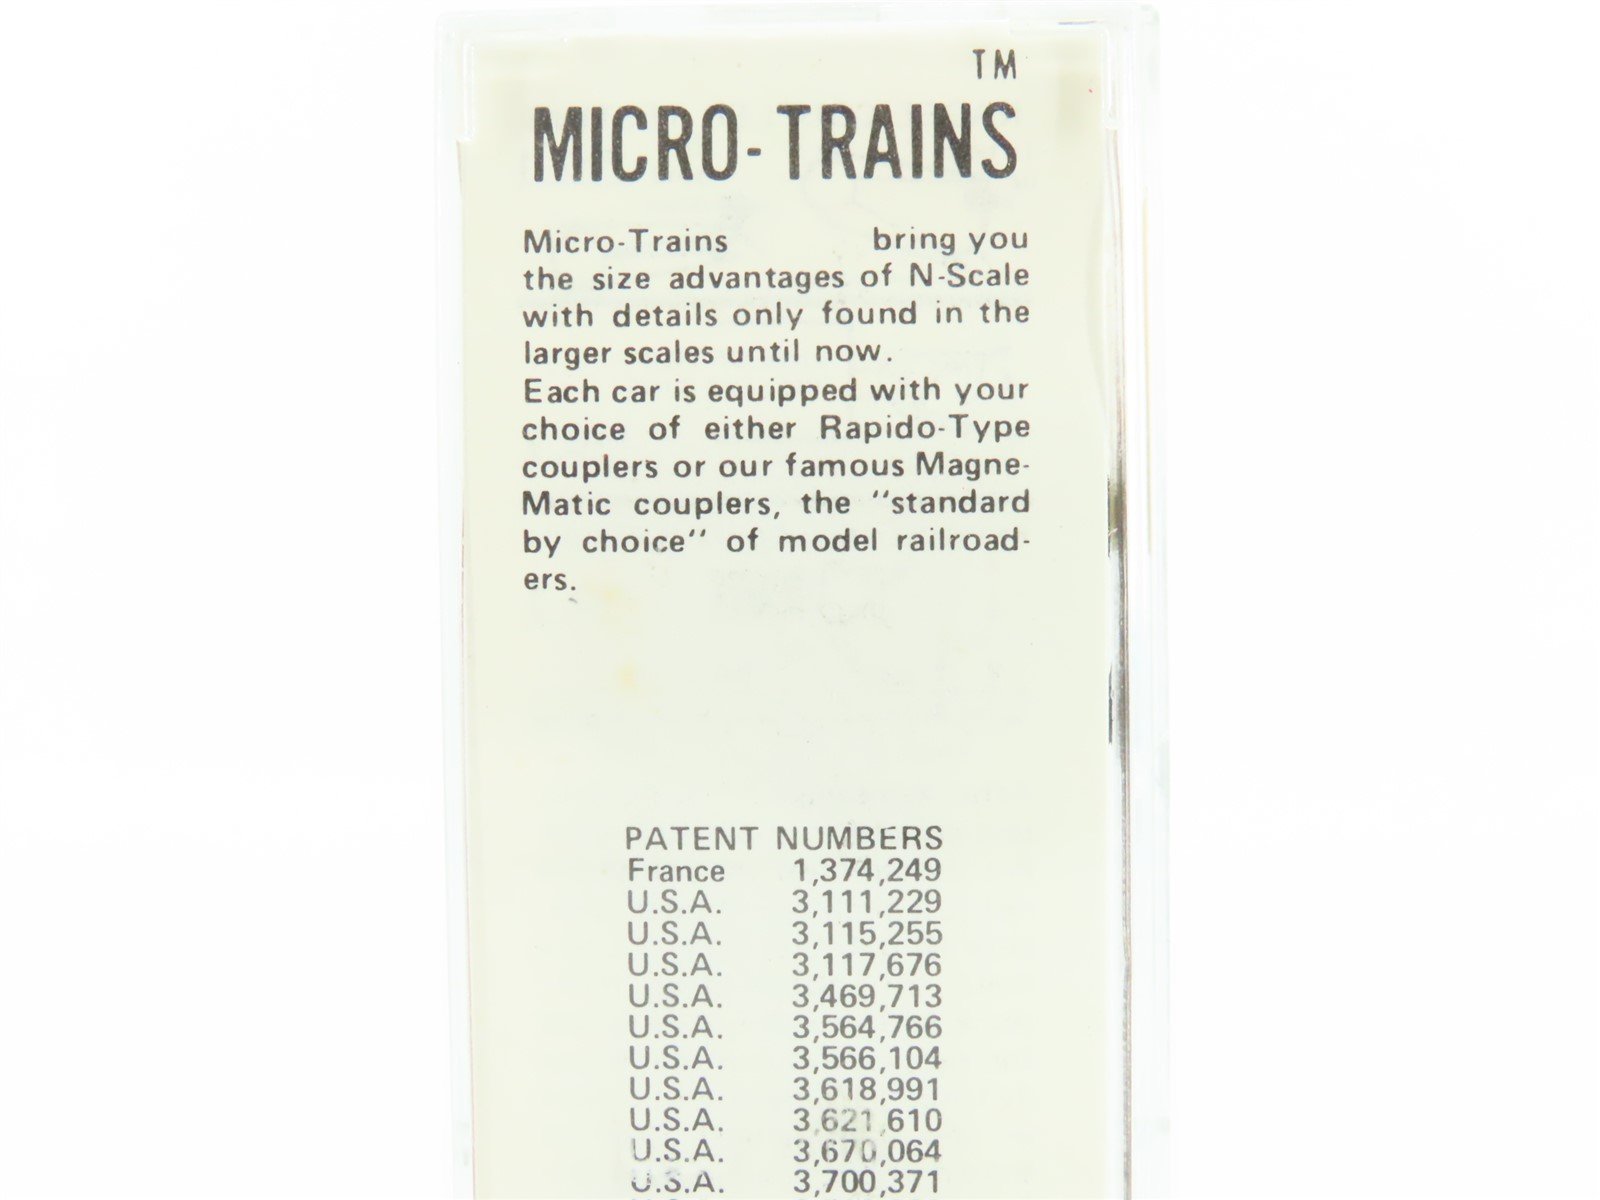 TM
MICRO-TRAINS
Micro-Trains bring you
the size advantages of N-Scale
with details only found in the
larger scales until now.
Each car is equipped with your
choice of either Rapido-Type
couplers or our famous Magne-
Matic couplers, the "standard
by choice" of model railroad-
ers.
PATENT NUMBERS
France 1,374,249
U.S.A. 3,111,229
U.S.A. 3,115,255
U.S.A. 3,117,676
U.S.A. 3,469,713
U.S.A. 3,564,766
U.S.A. 3,566,104
U.S.A. 3,618,991
U.S.A. 3,621,610
U.S.A. 3,670,064
U.S.A. 3,700,371